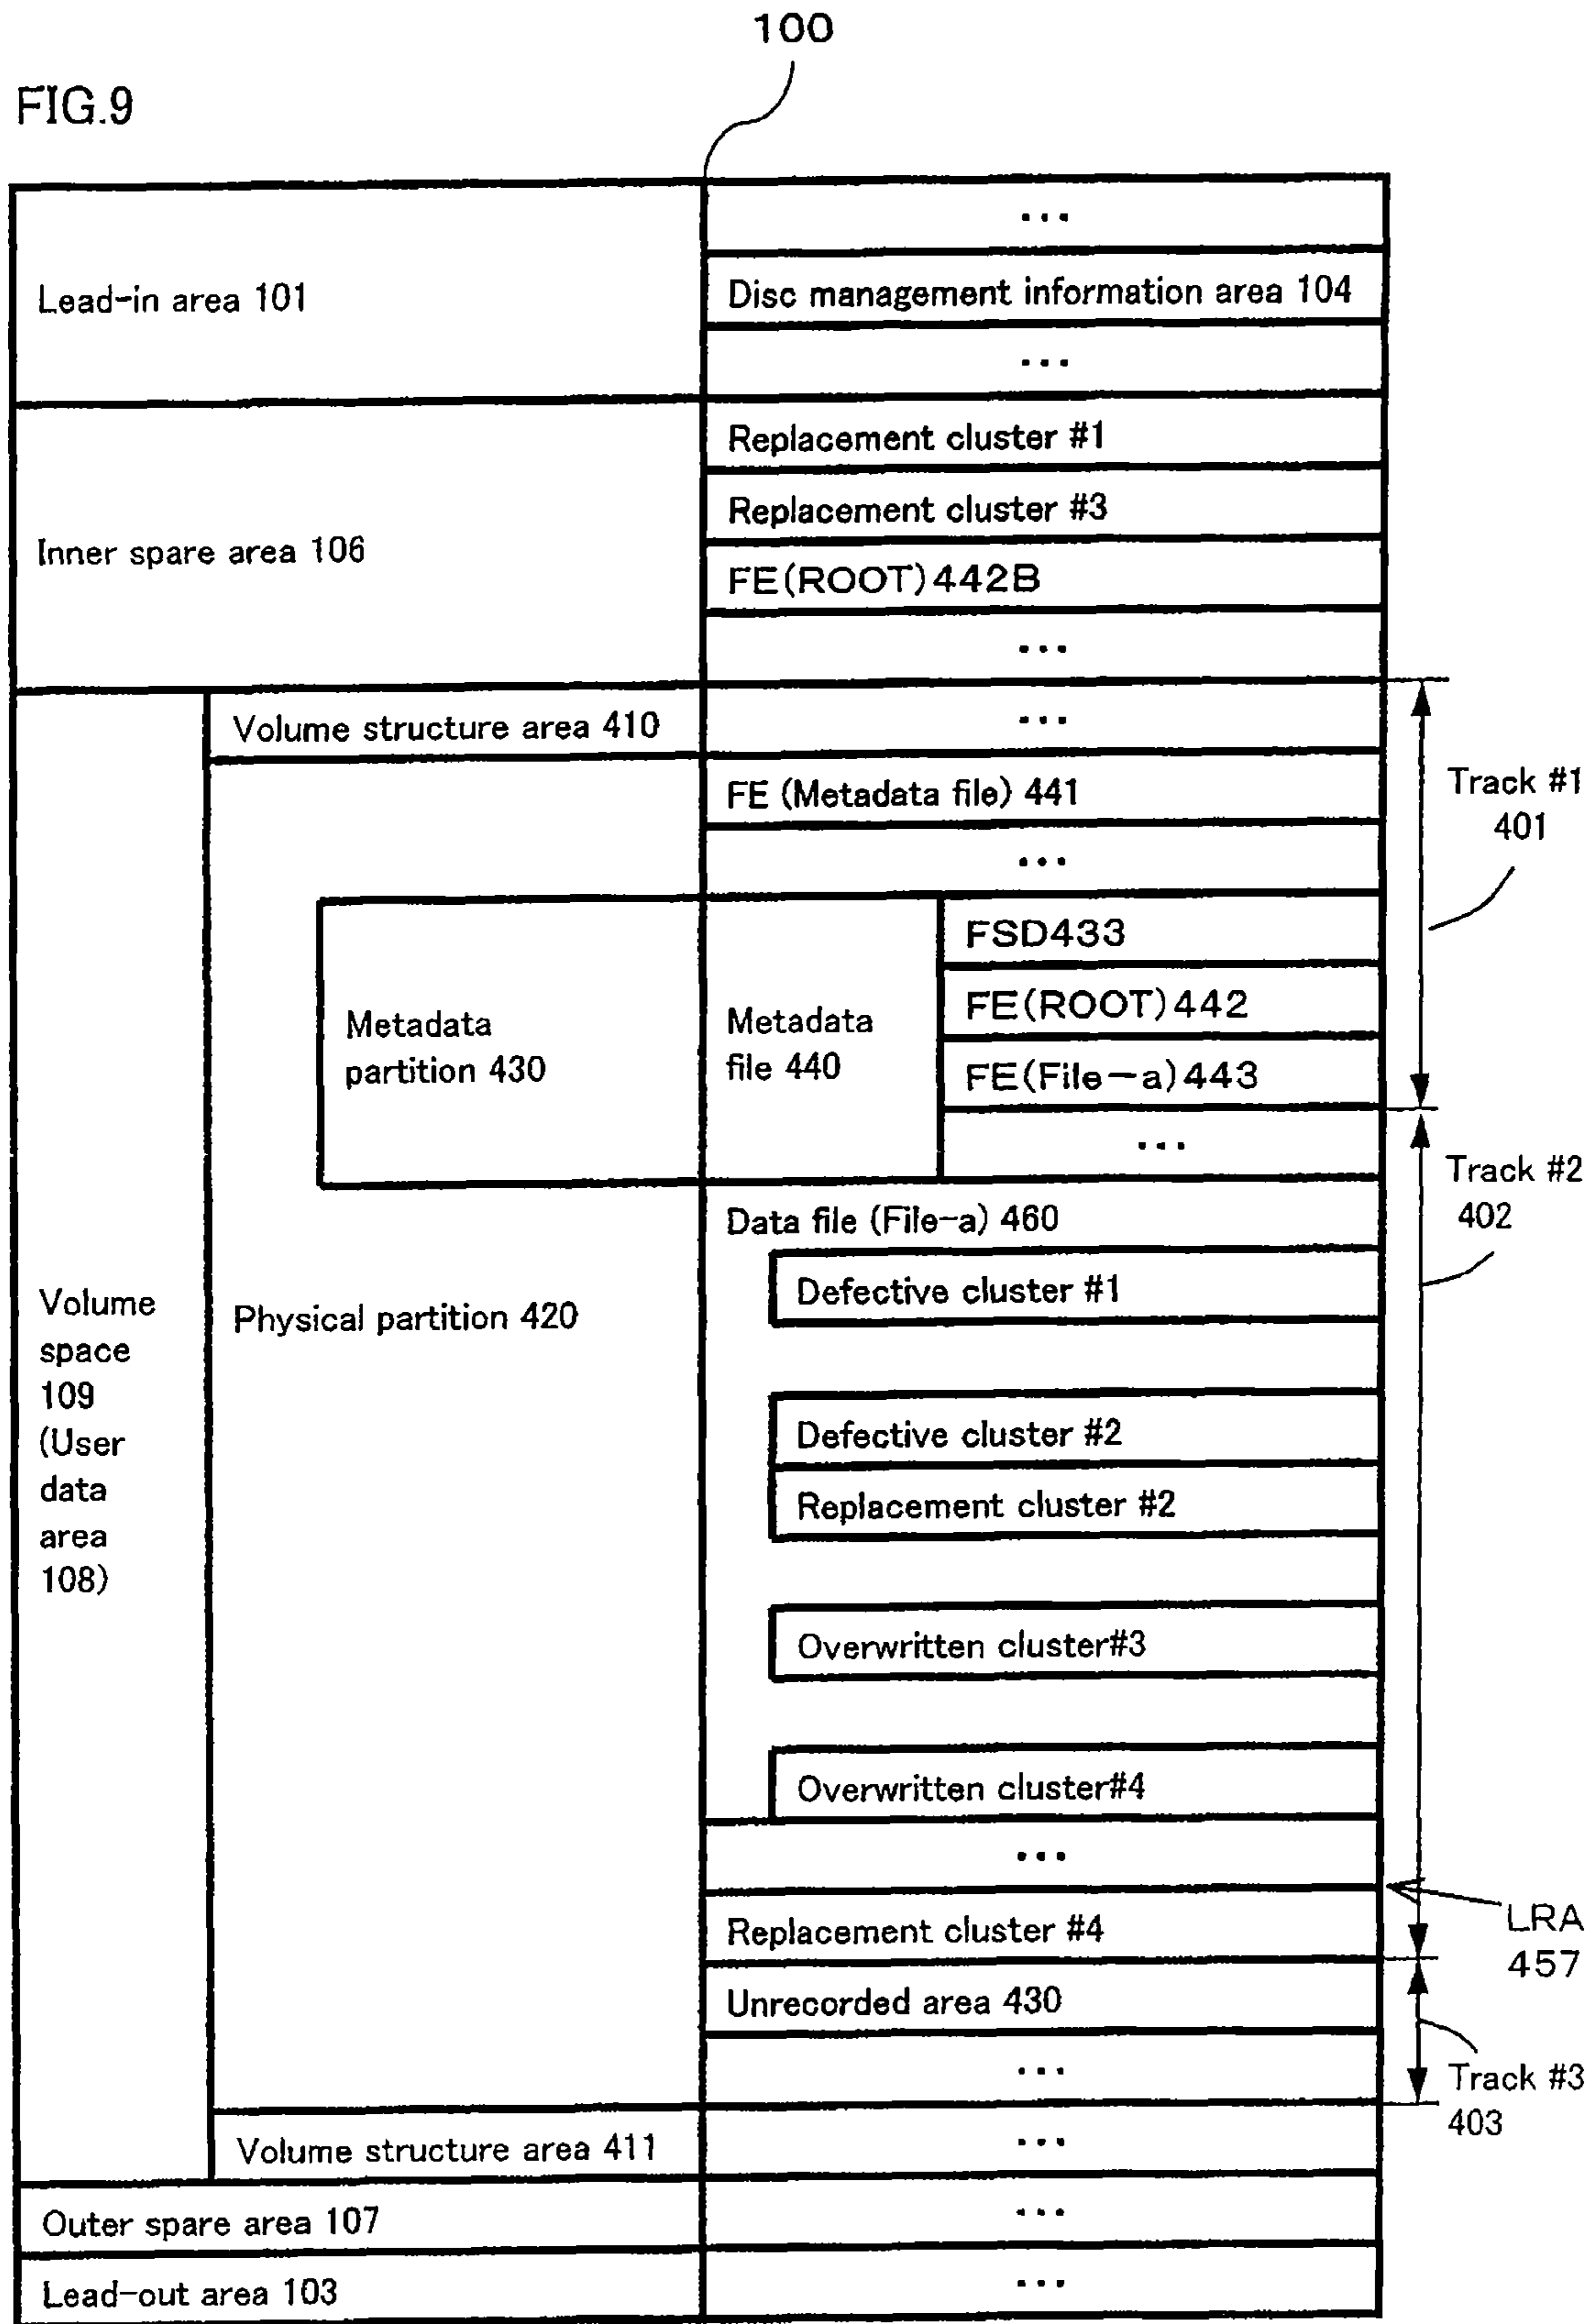 100
FIG.9
...
Lead-in area 101
Disc management information area 104
...
Replacement cluster #1
Replacement cluster #3
Inner spare area 106
FE(ROOT)442B
...
Volume structure area 410
...
FE (Metadata file) 441
Track #1
401
...
FSD433
Metadata
partition 430
Metadata
file 440
FE(ROOT)442
FE(File-a)443
...
Track #2
402
Data file (File-a) 460
Defective cluster #1
Volume
space
109
(User
data
area
108)
Physical partition 420
Defective cluster #2
Replacement cluster #2
Overwritten cluster#3
Overwritten cluster#4
...
LRA
457
Replacement cluster #4
Unrecorded area 430
...
Track #3
403
Volume structure area 411
...
Outer spare area 107
...
Lead-out area 103
...